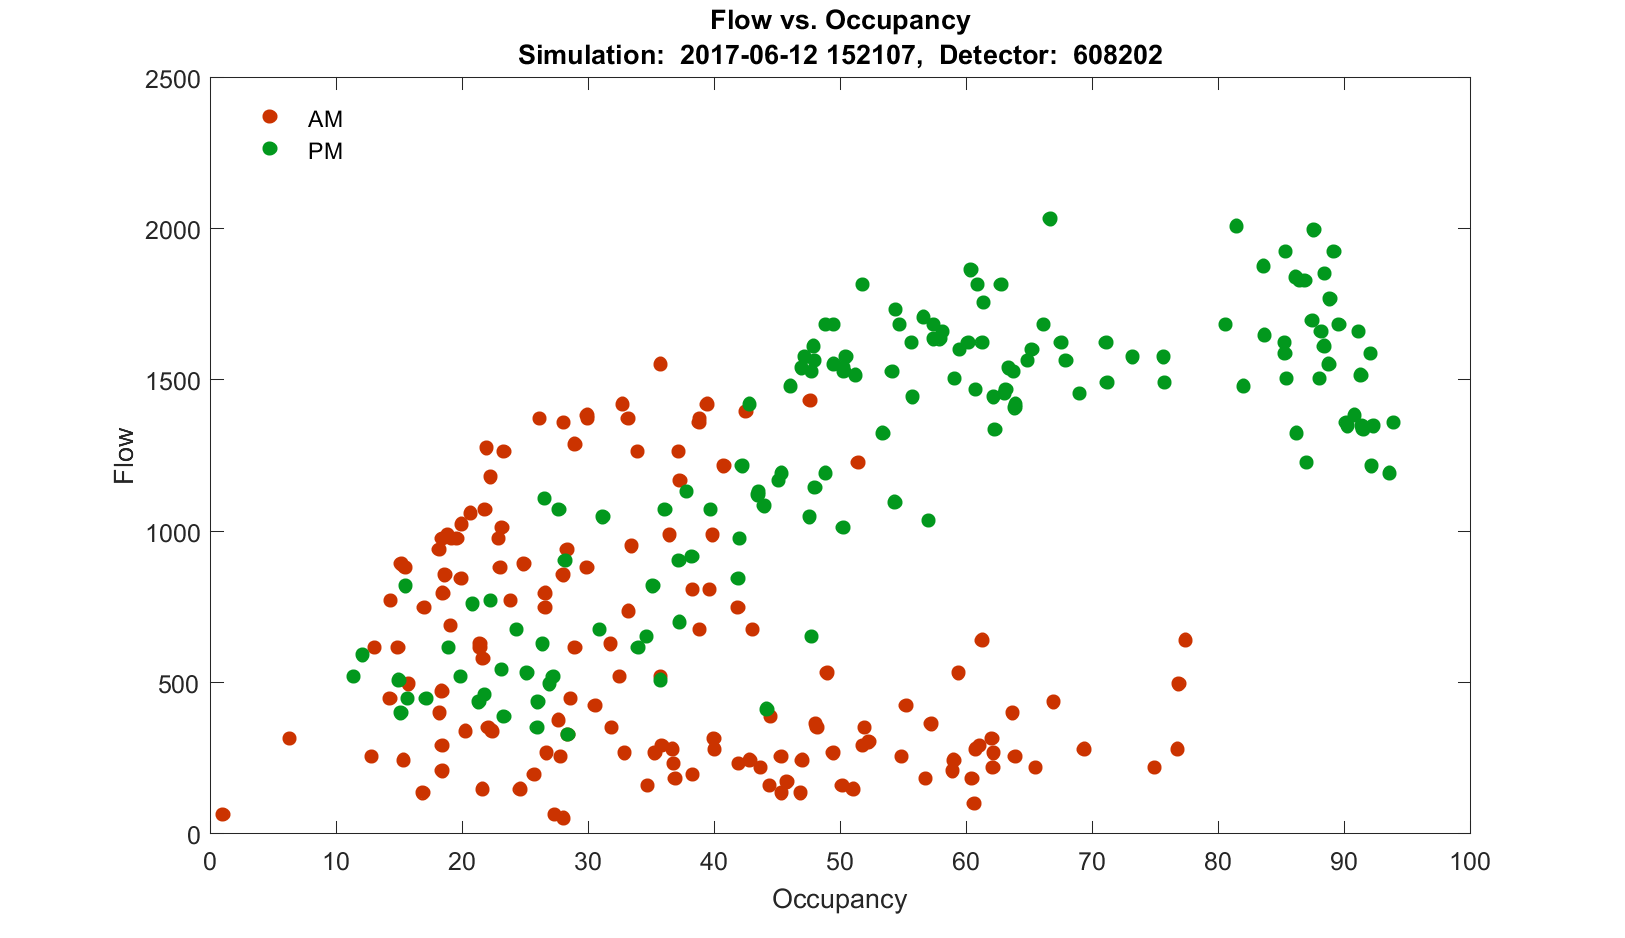 Flow vs. Occupancy
Simulation:  2017-06-12 152107,  Detector:  608202
2500
AM
PM
2000
1500
Flow
1000
500
0
0 10 20 30 40 50 60 70 80 90 100
Occupancy